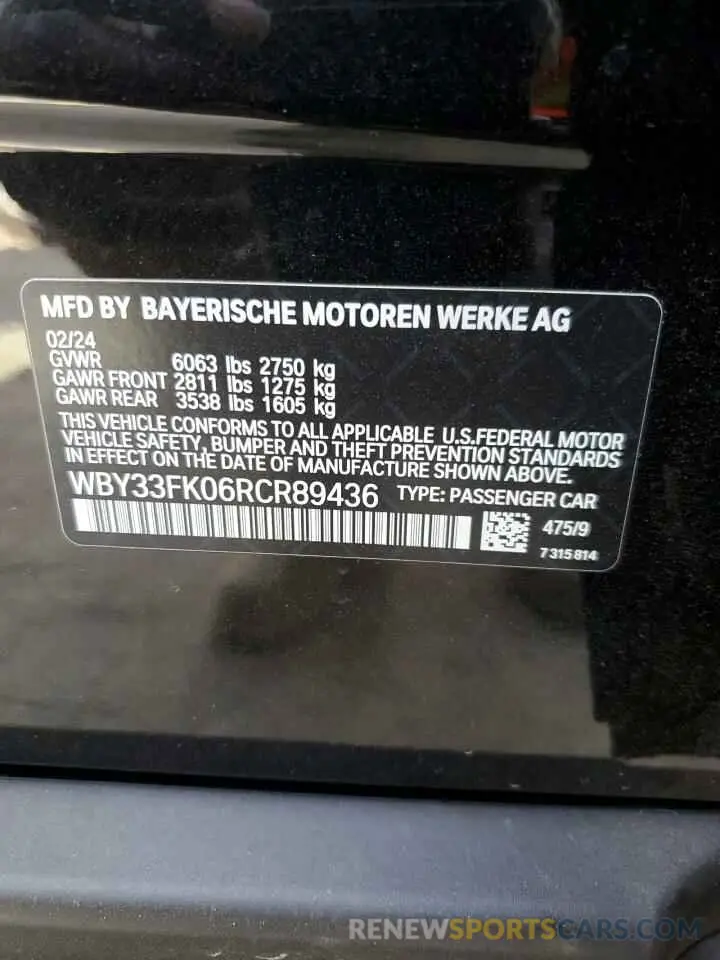 MFD BY BAYERISCHE MOTOREN WERKE AG
02/24
GVWR 6063 lbs 2750 kg
GAWR FRONT 2811 lbs 1275 kg
GAWR REAR 3538 lbs 1605 kg
THIS VEHICLE CONFORMS TO ALL APPLICABLE U.S.FEDERAL MOTOR
VEHICLE SAFETY, BUMPER AND THEFT PREVENTION STANDARDS
IN EFFECT ON THE DATE OF MANUFACTURE SHOWN ABOVE.
WBY33FK06RCR89436 TYPE: PASSENGER CAR
475/9
7315814
RENEWSPORTSCARS.COM